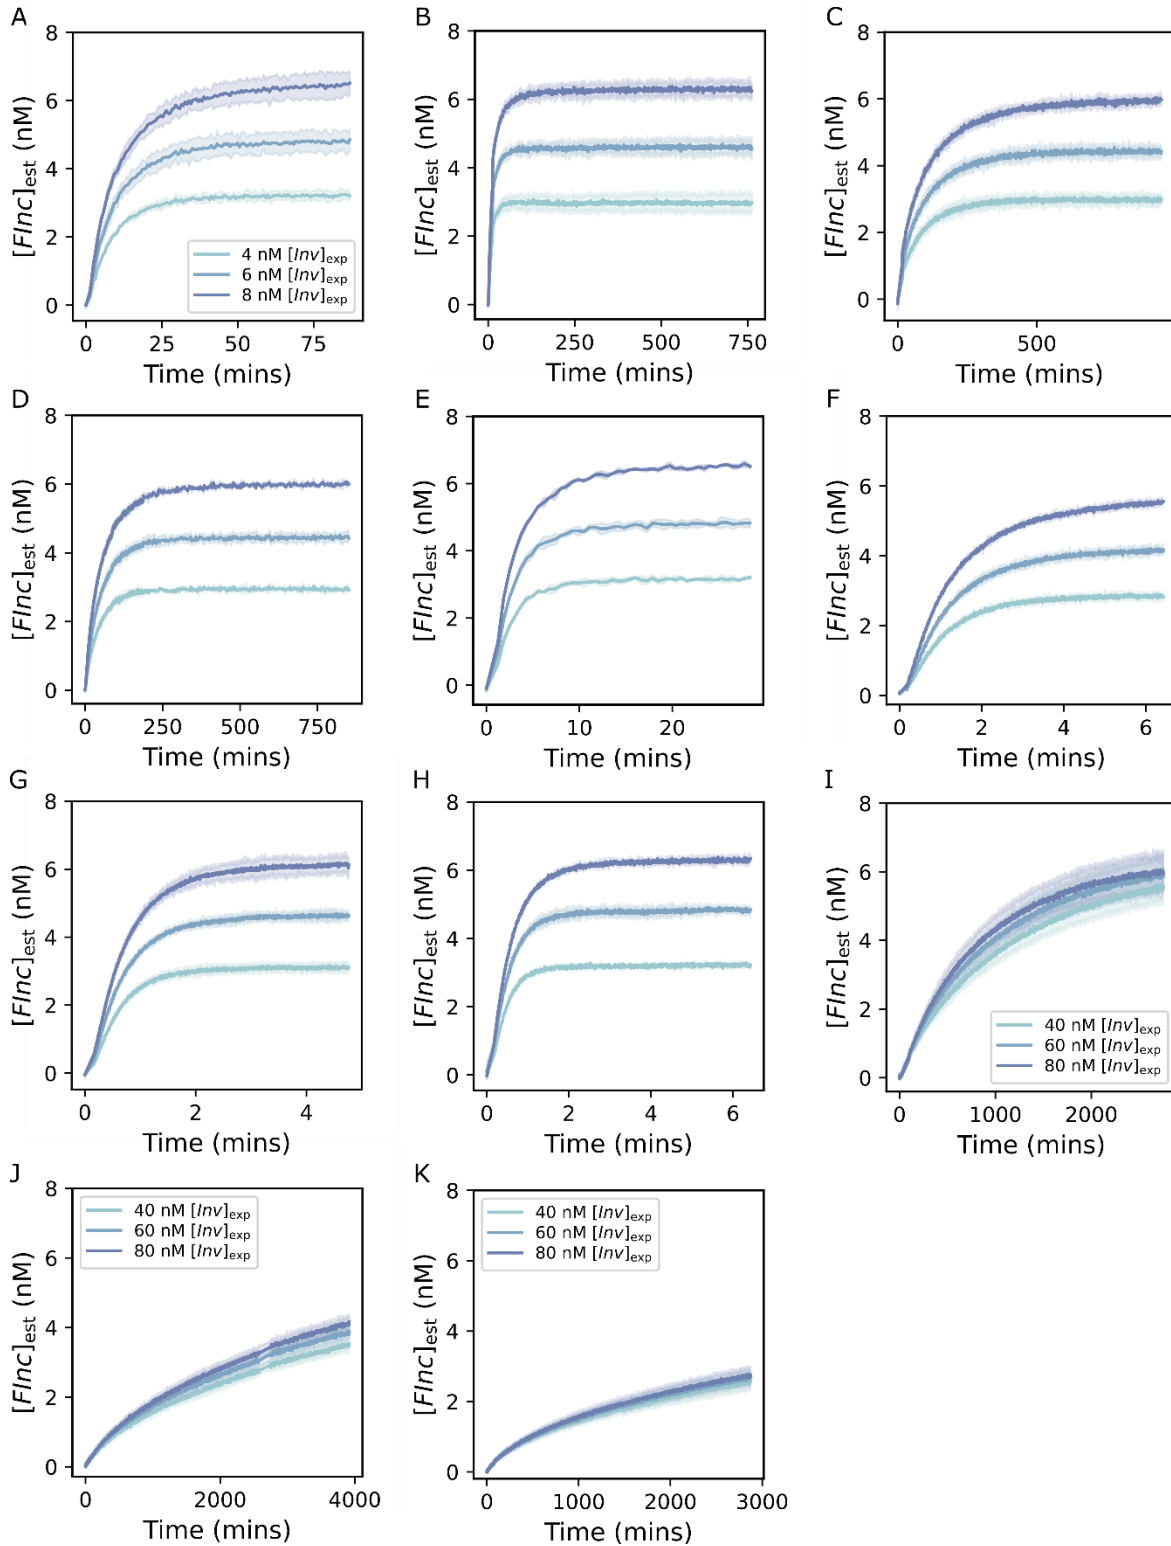 A
[FInc]est (nM)
8
6
4
2
0
4 nM [Inv]exp
6 nM [Inv]exp
8 nM [Inv]exp
0 25 50 75
Time (mins)
B
[FInc]est (nM)
8
6
4
2
0
0 250 500 750
Time (mins)
C
[FInc]est (nM)
8
6
4
2
0
0 500
Time (mins)
D
[FInc]est (nM)
8
6
4
2
0
0 250 500 750
Time (mins)
E
[FInc]est (nM)
8
6
4
2
0
0 10 20
Time (mins)
F
[FInc]est (nM)
8
6
4
2
0
0 2 4 6
Time (mins)
G
[FInc]est (nM)
8
6
4
2
0
0 2 4
Time (mins)
H
[FInc]est (nM)
8
6
4
2
0
0 2 4 6
Time (mins)
I
[FInc]est (nM)
8
6
4
2
0
40 nM [Inv]exp
60 nM [Inv]exp
80 nM [Inv]exp
0 1000 2000
Time (mins)
J
[FInc]est (nM)
8
6
4
2
0
40 nM [Inv]exp
60 nM [Inv]exp
80 nM [Inv]exp
0 2000 4000
Time (mins)
K
[FInc]est (nM)
8
6
4
2
0
40 nM [Inv]exp
60 nM [Inv]exp
80 nM [Inv]exp
0 1000 2000 3000
Time (mins)